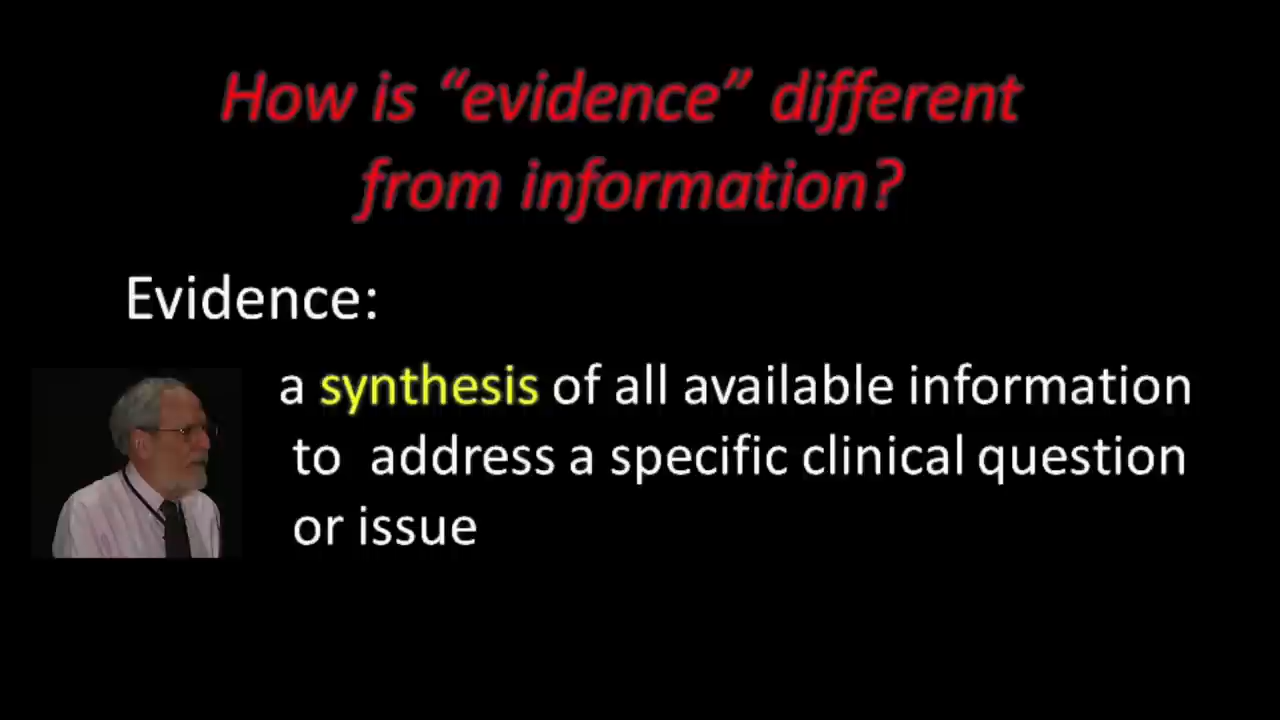 How is “evidence” different
from information?
Evidence:
a synthesis of all available information
to address a specific clinical question
or issue